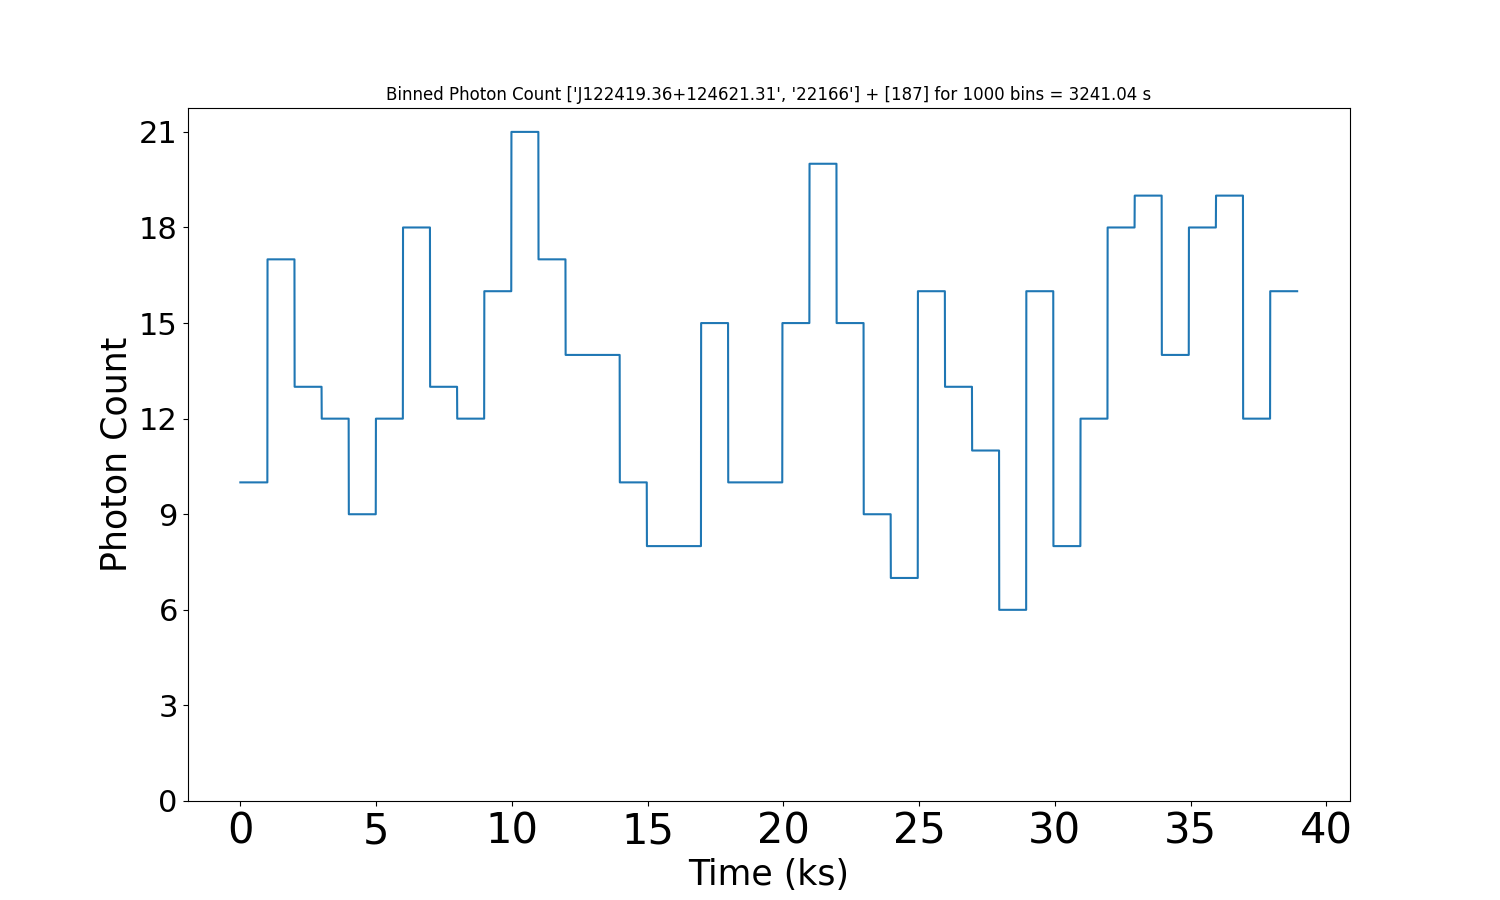 Binned Photon Count ['J122419.36+124621.31', '22166'] + [187] for 1000 bins = 3241.04 s
21
18
15
12
9
6
3
0
Photon Count
0 5 10 15 20 25 30 35 40
Time (ks)